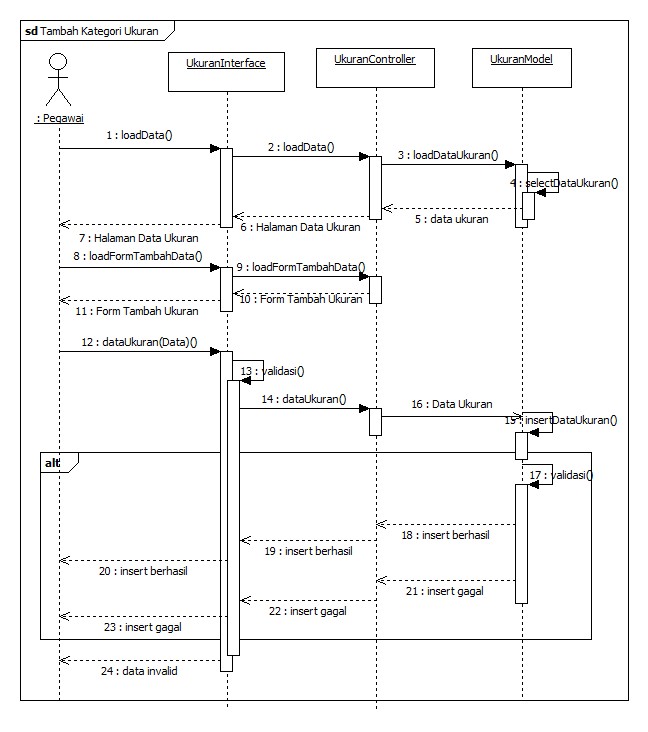 sd Tambah Kategori Ukuran
UkuranInterface
UkuranController
UkuranModel
: Pegawai
1 : loadData()
2 : loadData()
3 : loadDataUkuran()
4 : selectDataUkuran()
5 : data ukuran
6 : Halaman Data Ukuran
7 : Halaman Data Ukuran
8 : loadFormTambahData()
9 : loadFormTambahData()
10 : Form Tambah Ukuran
11 : Form Tambah Ukuran
12 : dataUkuran(Data)()
13 : validasi()
14 : dataUkuran()
16 : Data Ukuran
15 : insertDataUkuran()
alt
17 : validasi()
18 : insert berhasil
19 : insert berhasil
20 : insert berhasil
21 : insert gagal
22 : insert gagal
23 : insert gagal
24 : data invalid